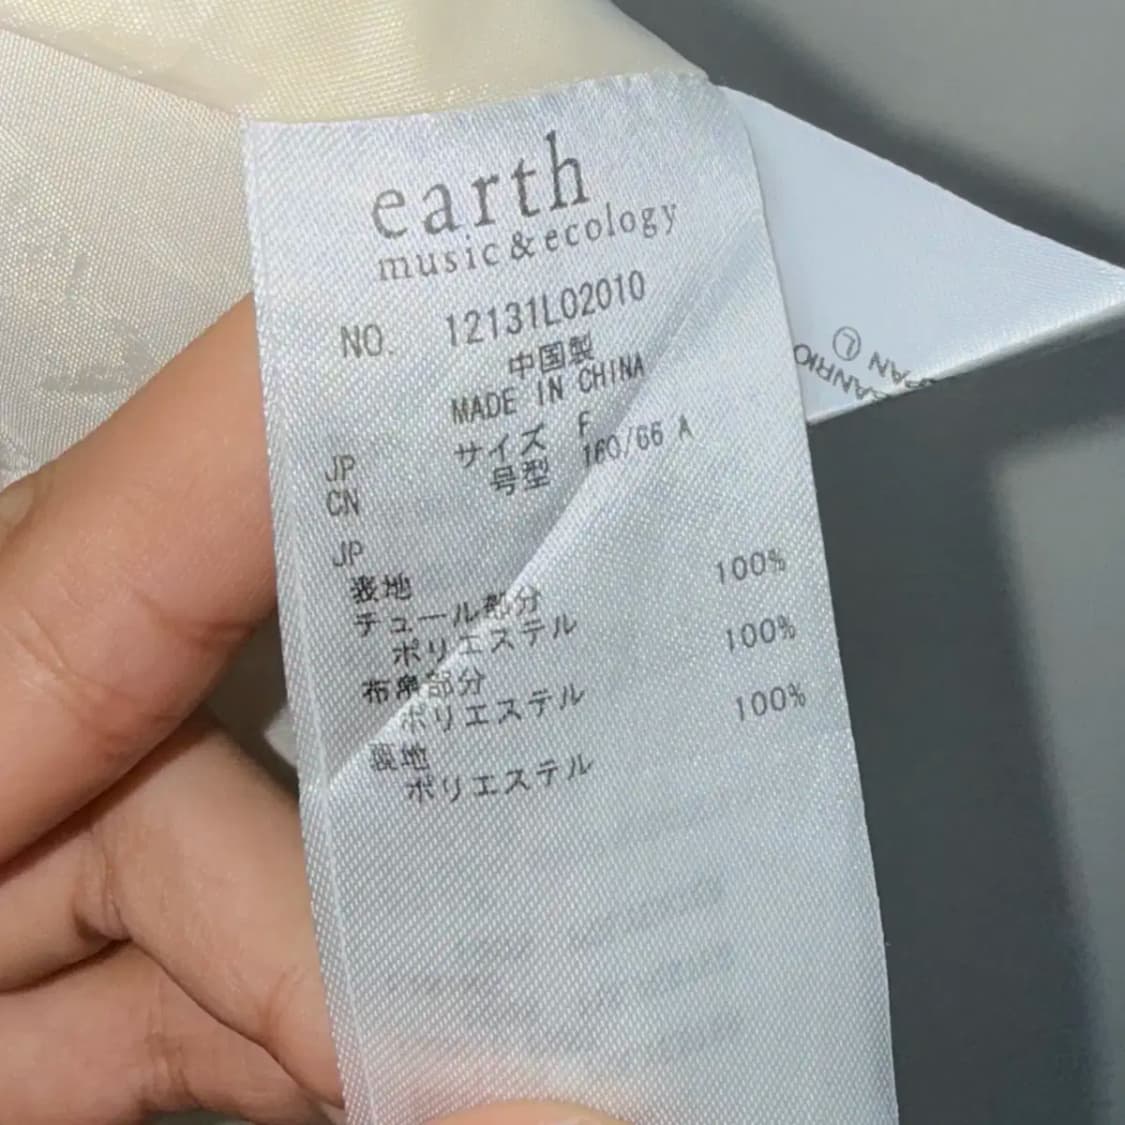 earth
music&ecology
NO. 12131L02010
中国製
MADE IN CHINA
JP サイズ F
CN 号型 160/66 A
JP
表地
チュール部分
ポリエステル 100%
布帛部分
ポリエステル 100%
裏地
ポリエステル 100%
Ⓛ
SANRIO